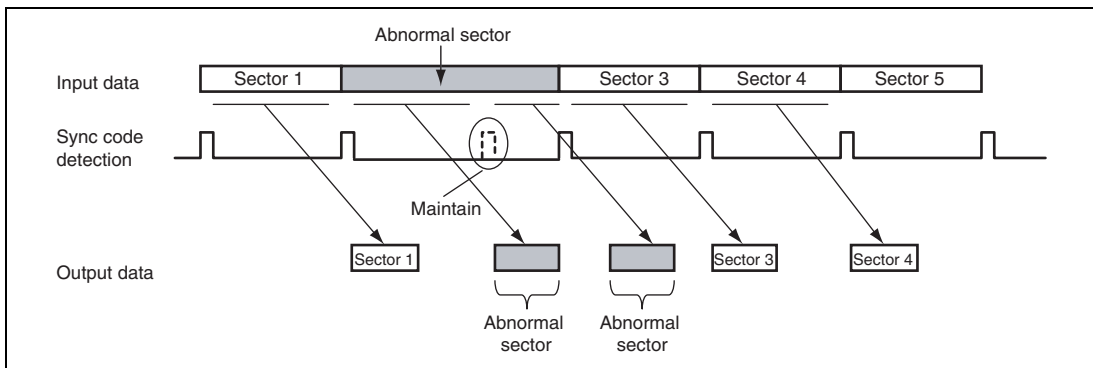 Abnormal sector
Input data
Sector 1
Sector 3
Sector 4
Sector 5
Sync code
detection
Maintain
Output data
Sector 1
Sector 3
Sector 4
Abnormal
sector
Abnormal
sector